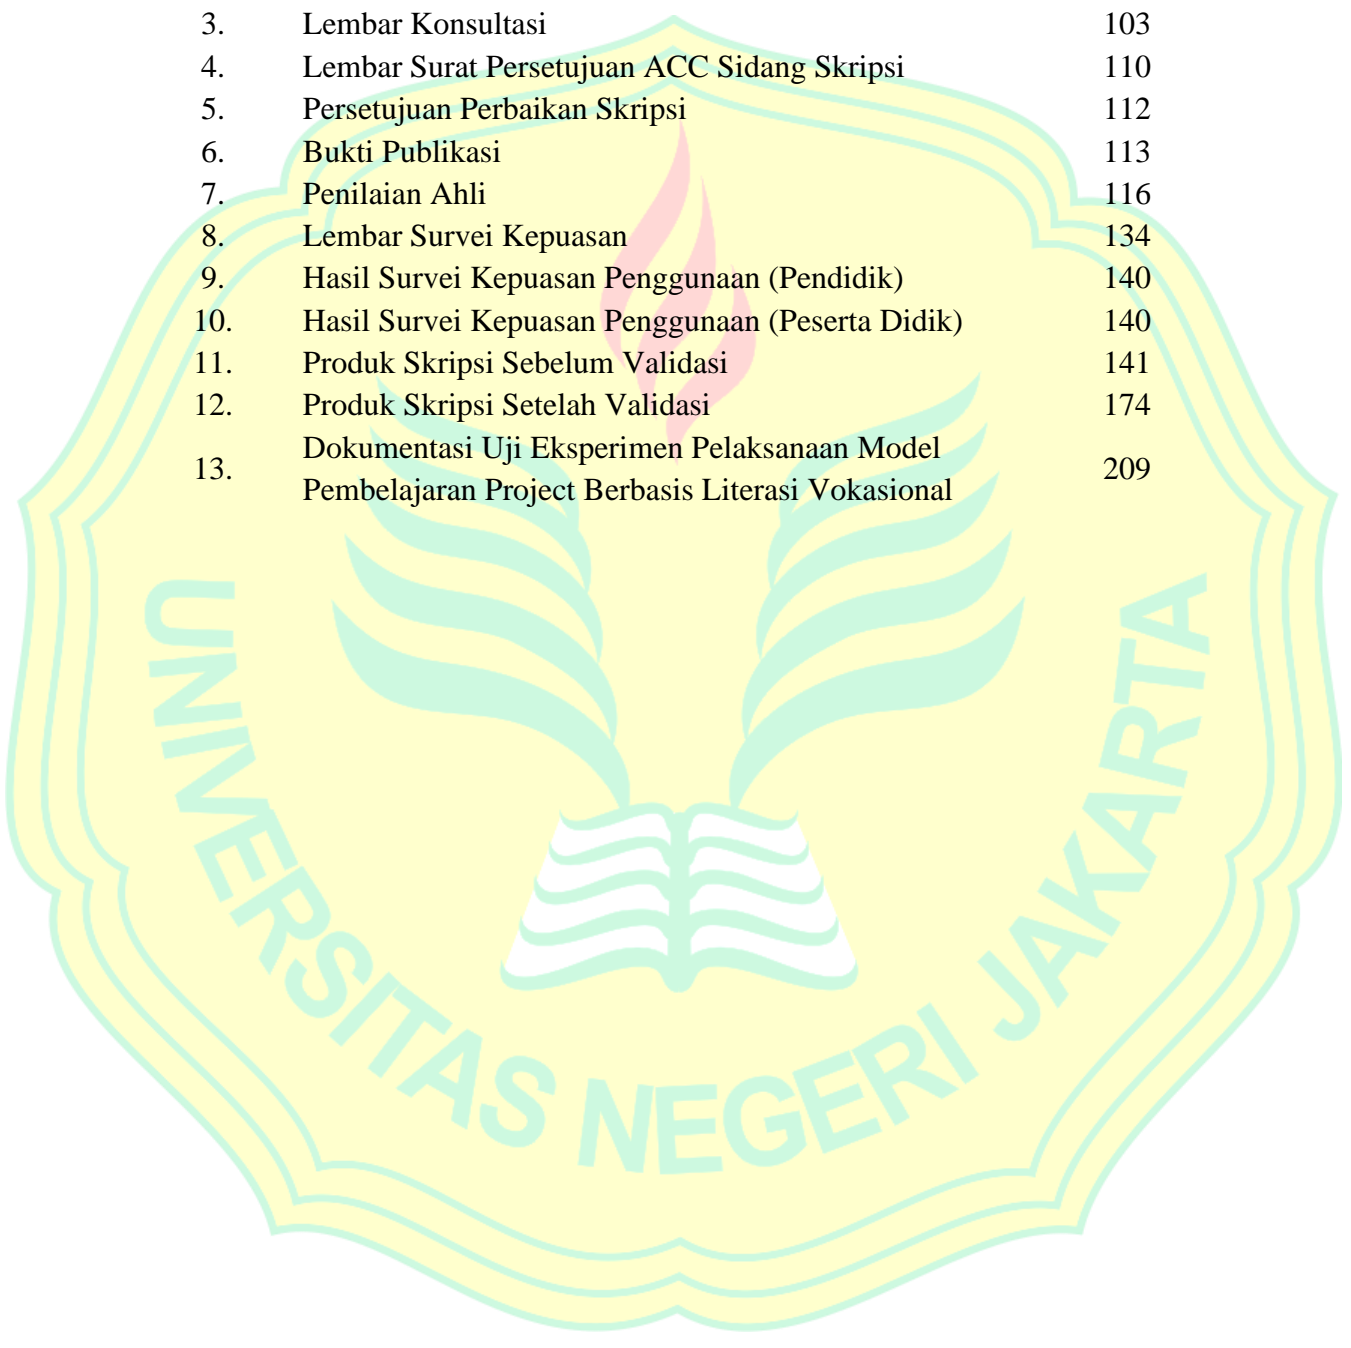 3. Lembar Konsultasi 103
4. Lembar Surat Persetujuan ACC Sidang Skripsi 110
5. Persetujuan Perbaikan Skripsi 112
6. Bukti Publikasi 113
7. Penilaian Ahli 116
8. Lembar Survei Kepuasan 134
9. Hasil Survei Kepuasan Penggunaan (Pendidik) 140
10. Hasil Survei Kepuasan Penggunaan (Peserta Didik) 140
11. Produk Skripsi Sebelum Validasi 141
12. Produk Skripsi Setelah Validasi 174
13. Dokumentasi Uji Eksperimen Pelaksanaan Model
Pembelajaran Project Berbasis Literasi Vokasional 209
UNIVERSITAS NEGERI JAKARTA